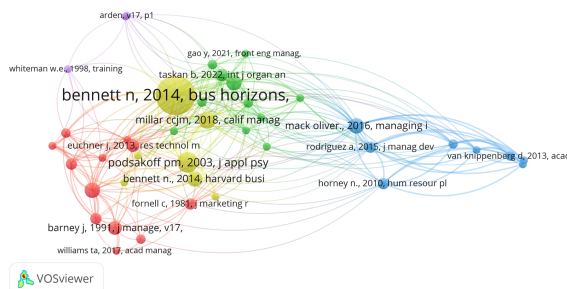 arden, v17, p1
gao y, 2021, front eng manag,
whiteman w.e., 1998, training
taskan b, 2022, int j organ an
bennett n, 2014, bus horizons,
millar ccjm, 2018, calif manag
mack oliver., 2016, managing i
euchner j, 2013, res technol m
rodriguez a, 2015, j manag dev
van knippenberg d, 2013, acad
podsakoff pm, 2003, j appl psy
bennett n., 2014, harvard busi
horney n., 2010, hum resour pl
fornell c, 1981, j marketing r
barney j, 1991, j manage, v17,
williams ta, 2017, acad manag
VOSviewer